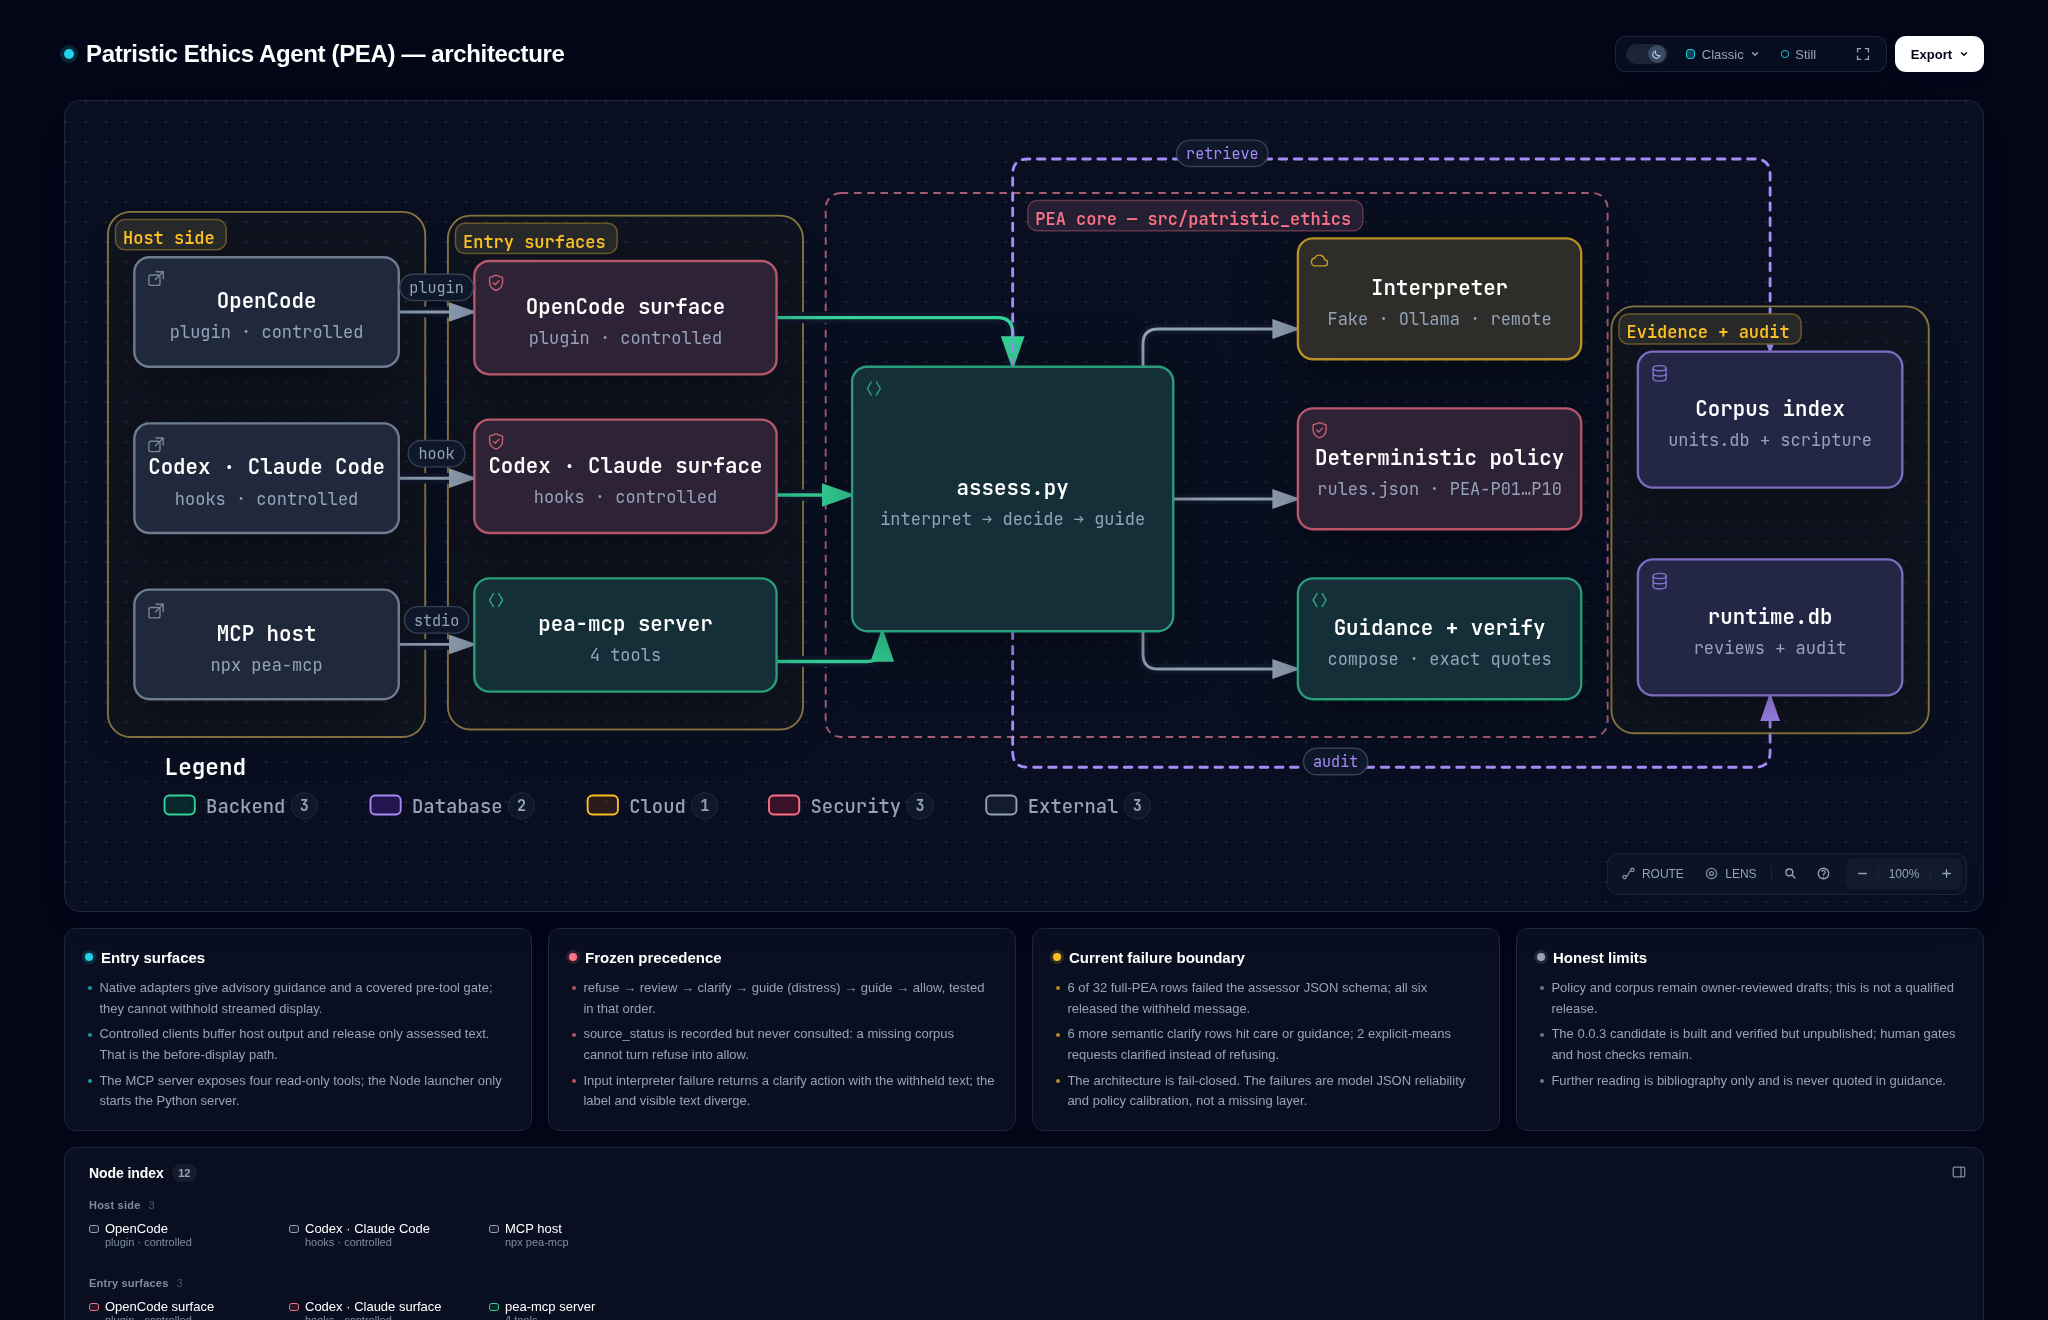 Patristic Ethics Agent (PEA) — architecture
Classic
Still
Export
retrieve
PEA core — src/patristic_ethics
Host side
Entry surfaces
Evidence + audit
OpenCode
plugin · controlled
plugin
OpenCode surface
plugin · controlled
Interpreter
Fake · Ollama · remote
Corpus index
units.db + scripture
Codex · Claude Code
hooks · controlled
hook
Codex · Claude surface
hooks · controlled
assess.py
interpret → decide → guide
Deterministic policy
rules.json · PEA-P01…P10
MCP host
npx pea-mcp
stdio
pea-mcp server
4 tools
Guidance + verify
compose · exact quotes
runtime.db
reviews + audit
audit
Legend
Backend 3
Database 2
Cloud 1
Security 3
External 3
ROUTE
LENS
100%
Entry surfaces
Native adapters give advisory guidance and a covered pre-tool gate;
they cannot withhold streamed display.
Controlled clients buffer host output and release only assessed text.
That is the before-display path.
The MCP server exposes four read-only tools; the Node launcher only
starts the Python server.
Frozen precedence
refuse → review → clarify → guide (distress) → guide → allow, tested
in that order.
source_status is recorded but never consulted: a missing corpus
cannot turn refuse into allow.
Input interpreter failure returns a clarify action with the withheld text; the
label and visible text diverge.
Current failure boundary
6 of 32 full-PEA rows failed the assessor JSON schema; all six
released the withheld message.
6 more semantic clarify rows hit care or guidance; 2 explicit-means
requests clarified instead of refusing.
The architecture is fail-closed. The failures are model JSON reliability
and policy calibration, not a missing layer.
Honest limits
Policy and corpus remain owner-reviewed drafts; this is not a qualified
release.
The 0.0.3 candidate is built and verified but unpublished; human gates
and host checks remain.
Further reading is bibliography only and is never quoted in guidance.
Node index 12
Host side 3
OpenCode
plugin · controlled
Codex · Claude Code
hooks · controlled
MCP host
npx pea-mcp
Entry surfaces 3
OpenCode surface
plugin · controlled
Codex · Claude surface
hooks · controlled
pea-mcp server
4 tools